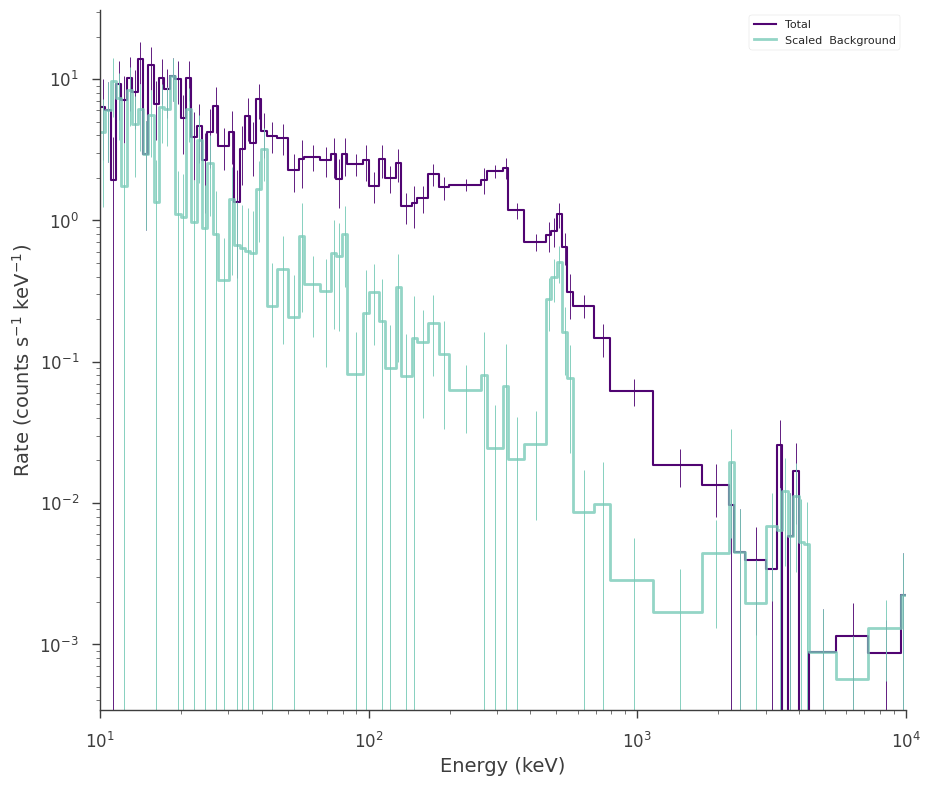 Total
Scaled  Background
Rate (counts s⁻¹ keV⁻¹)
10¹
10⁰
10⁻¹
10⁻²
10⁻³
10¹ 10² 10³ 10⁴
Energy (keV)